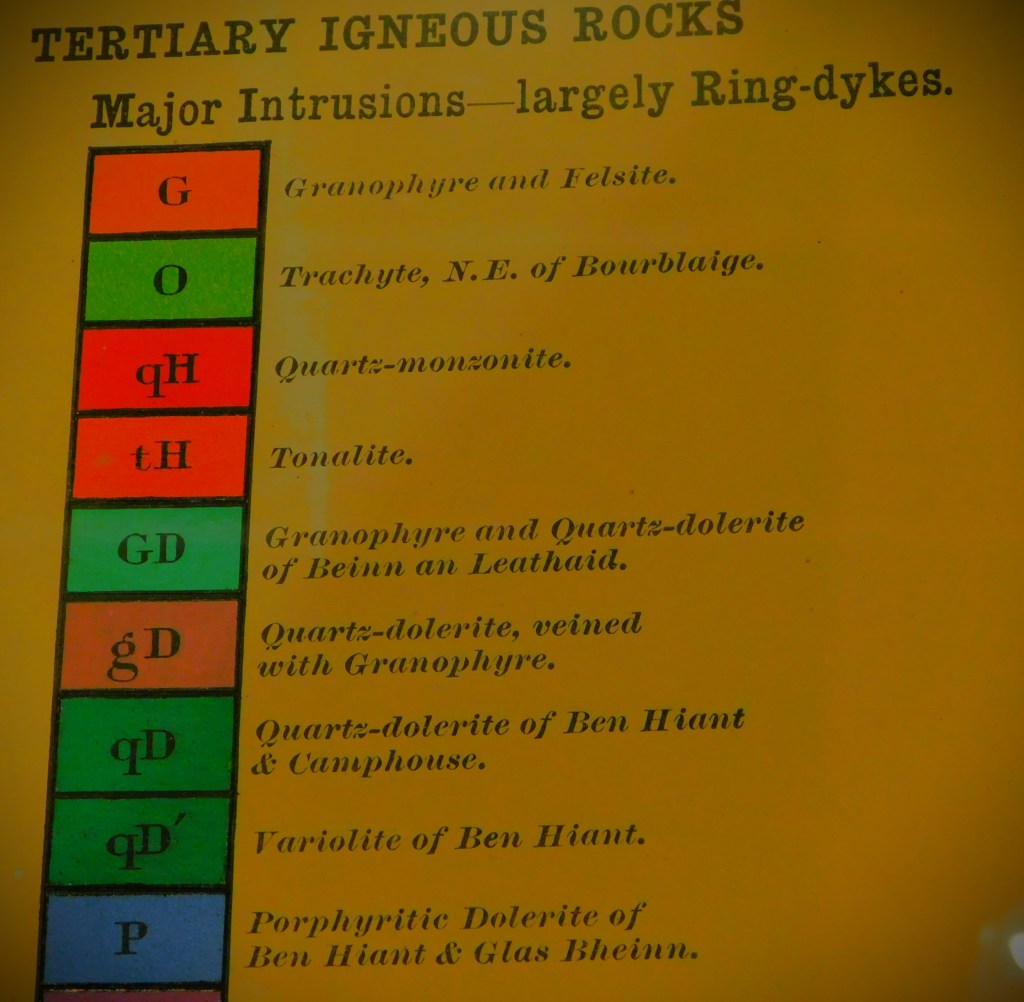 TERTIARY IGNEOUS ROCKS
Major Intrusions—largely Ring-dykes.
G Granophyre and Felsite.
O Trachyte, N.E. of Bourblaige.
qH Quartz-monzonite.
tH Tonalite.
GD Granophyre and Quartz-dolerite
of Beinn an Leathaid.
gD Quartz-dolerite, veined
with Granophyre.
qD Quartz-dolerite of Ben Hiant
& Camphouse.
qD′ Variolite of Ben Hiant.
P Porphyritic Dolerite of
Ben Hiant & Glas Bheinn.